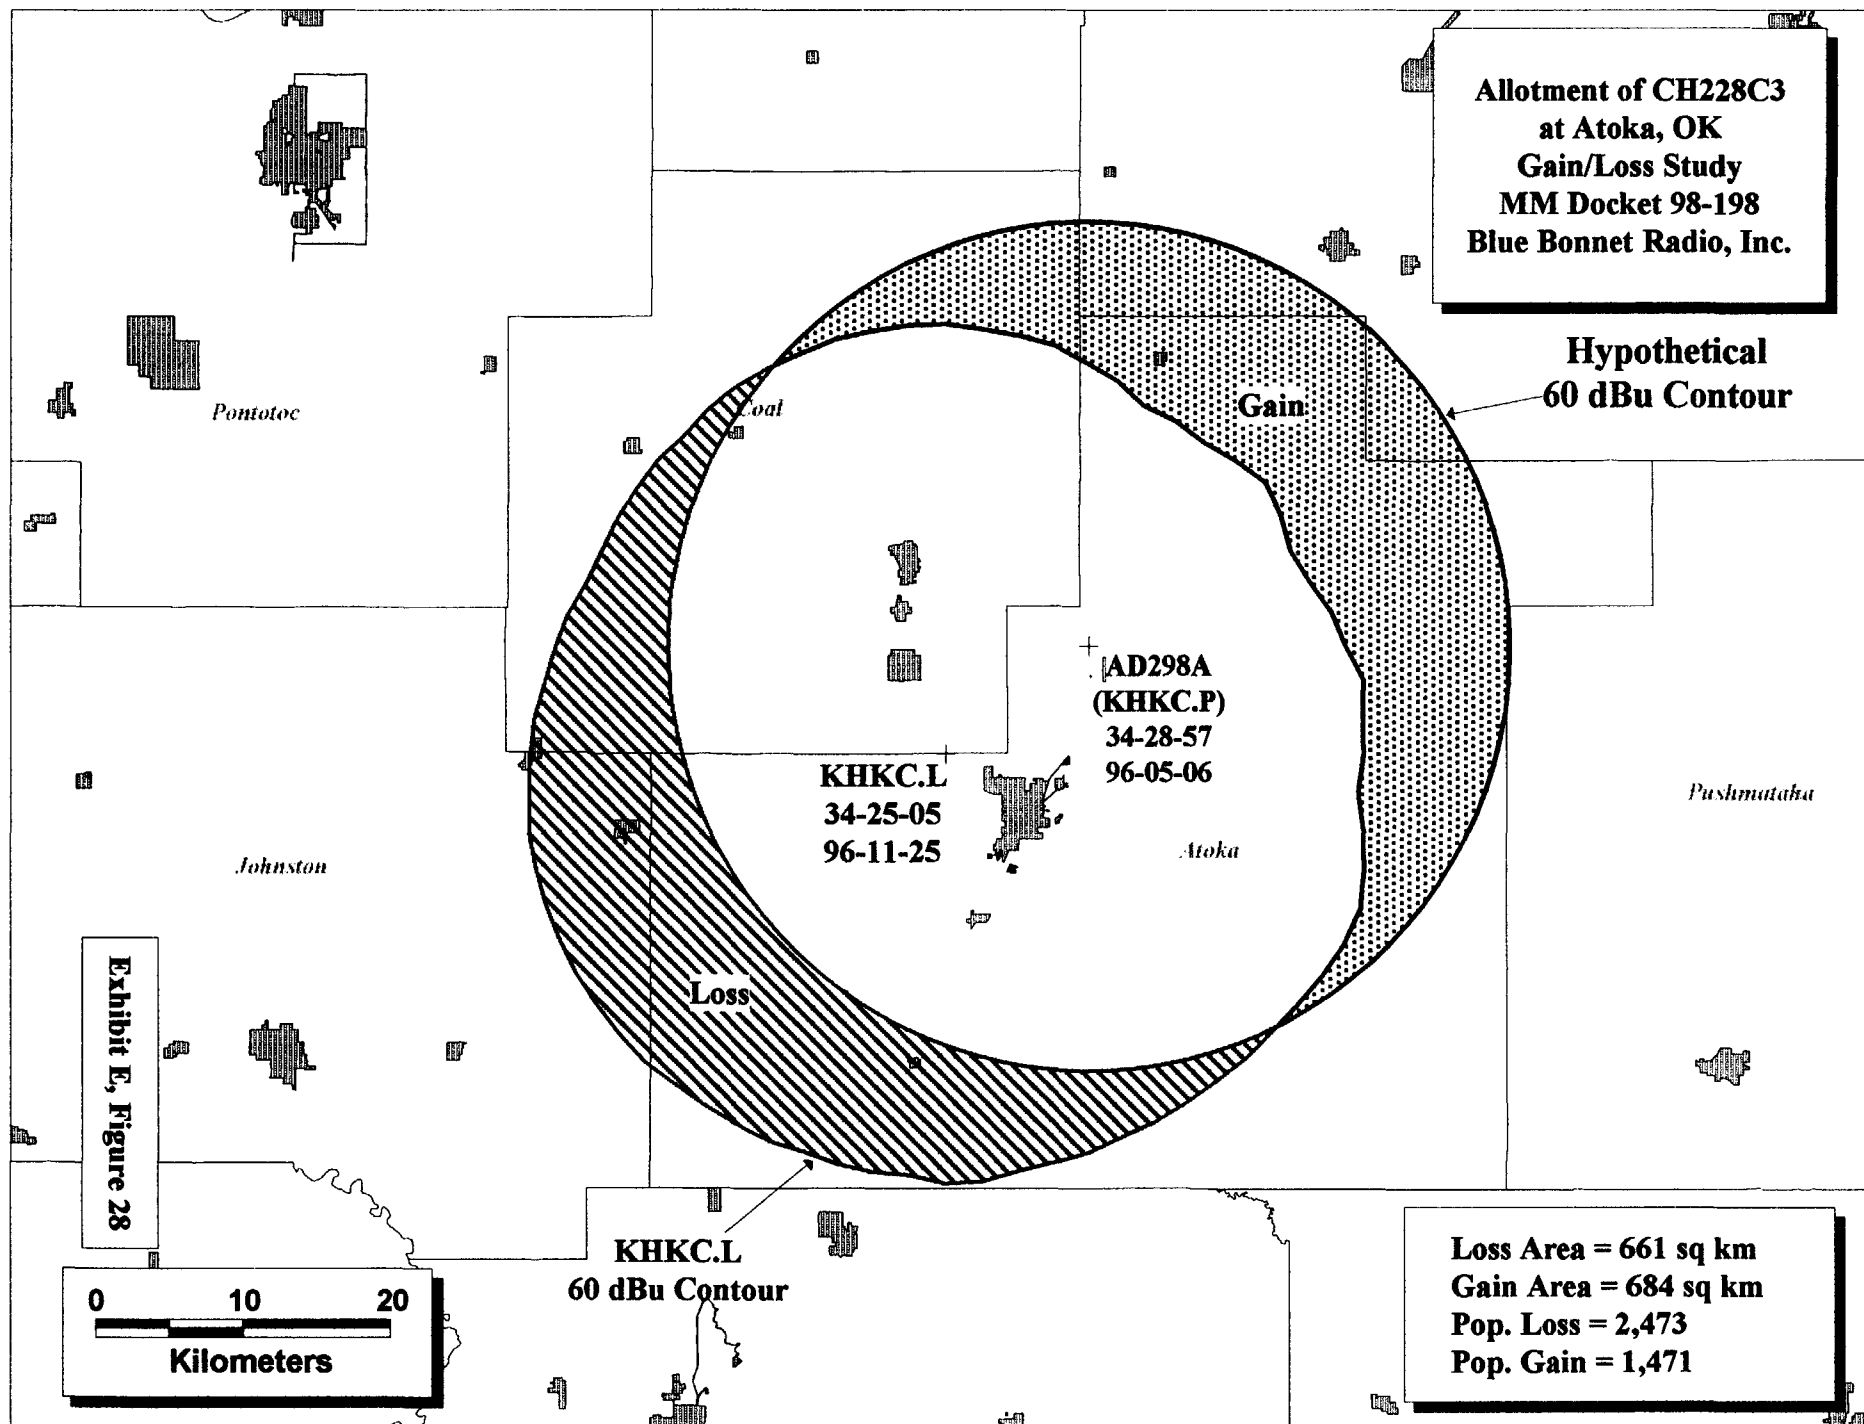 Allotment of CH228C3
at Atoka, OK
Gain/Loss Study
MM Docket 98-198
Blue Bonnet Radio, Inc.
Hypothetical
60 dBu Contour
Pontotoc
Coal
Gain
AD298A
(KHKC.P)
34-28-57
96-05-06
KHKC.L
34-25-05
96-11-25
Pushmataha
Atoka
Johnston
Loss
Exhibit E, Figure 28
KHKC.L
60 dBu Contour
0 10 20
Kilometers
Loss Area = 661 sq km
Gain Area = 684 sq km
Pop. Loss = 2,473
Pop. Gain = 1,471